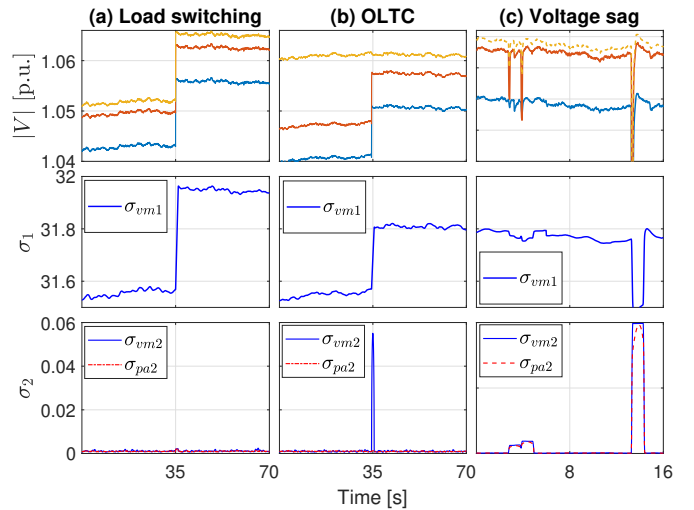 (a) Load switching (b) OLTC (c) Voltage sag
|V| [p.u.]
1.06
1.05
1.04
σ1
32
31.8
31.6
σvm1
σvm1
σvm1
σ2
0.06
0.04
0.02
0
σvm2
σpa2
σvm2
σpa2
σvm2
σpa2
35 70 35 70 8 16
Time [s]